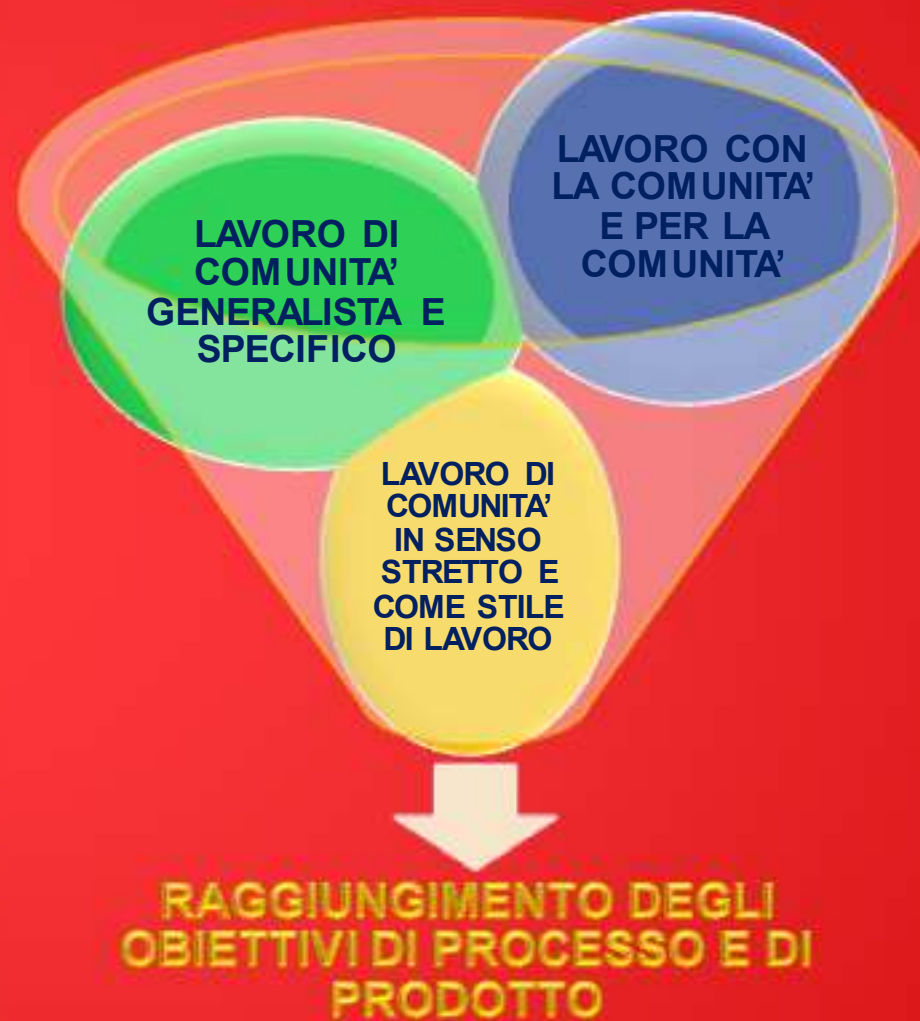 LAVORO DI
COMUNITA'
GENERALISTA E
SPECIFICO
LAVORO CON
LA COMUNITA'
E PER LA
COMUNITA'
LAVORO DI
COMUNITA'
IN SENSO
STRETTO E
COME STILE
DI LAVORO
RAGGIUNGIMENTO DEGLI
OBIETTIVI DI PROCESSO E DI
PRODOTTO